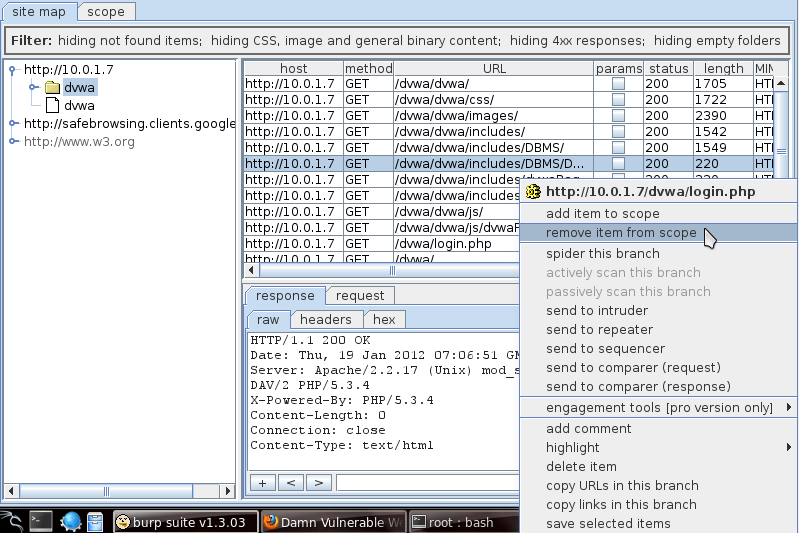 site map scope
Filter: hiding not found items; hiding CSS, image and general binary content; hiding 4xx responses; hiding empty folders
http://10.0.1.7
dvwa
dvwa
http://safebrowsing.clients.google
http://www.w3.org
host method URL params status length MIM
http://10.0.1.7 GET /dvwa/dvwa/ 200 1705 HTI
http://10.0.1.7 GET /dvwa/dvwa/css/ 200 1722 HTI
http://10.0.1.7 GET /dvwa/dvwa/images/ 200 2390 HTI
http://10.0.1.7 GET /dvwa/dvwa/includes/ 200 1542 HTI
http://10.0.1.7 GET /dvwa/dvwa/includes/DBMS/ 200 1549 HTI
http://10.0.1.7 GET /dvwa/dvwa/includes/DBMS/D... 200 220 HTI
http://10.0.1.7 GET /dvwa/dvwa/includes/dvwaPag... 200 220 HTI
http://10.0.1.7 GET /dvwa/dvwa/includes
http://10.0.1.7 GET /dvwa/dvwa/js/
http://10.0.1.7 GET /dvwa/dvwa/js/dvwaP
http://10.0.1.7 GET /dvwa/login.php
http://10.0.1.7 GET /dvwa/
response request
raw headers hex
HTTP/1.1 200 OK
Date: Thu, 19 Jan 2012 07:06:51 GM
Server: Apache/2.2.17 (Unix) mod_s
DAV/2 PHP/5.3.4
X-Powered-By: PHP/5.3.4
Content-Length: 0
Connection: close
Content-Type: text/html
+ < >
http://10.0.1.7/dvwa/login.php
add item to scope
remove item from scope
spider this branch
actively scan this branch
passively scan this branch
send to intruder
send to repeater
send to sequencer
send to comparer (request)
send to comparer (response)
engagement tools [pro version only]
add comment
highlight
delete item
copy URLs in this branch
copy links in this branch
save selected items
burp suite v1.3.03 Damn Vulnerable We root : bash